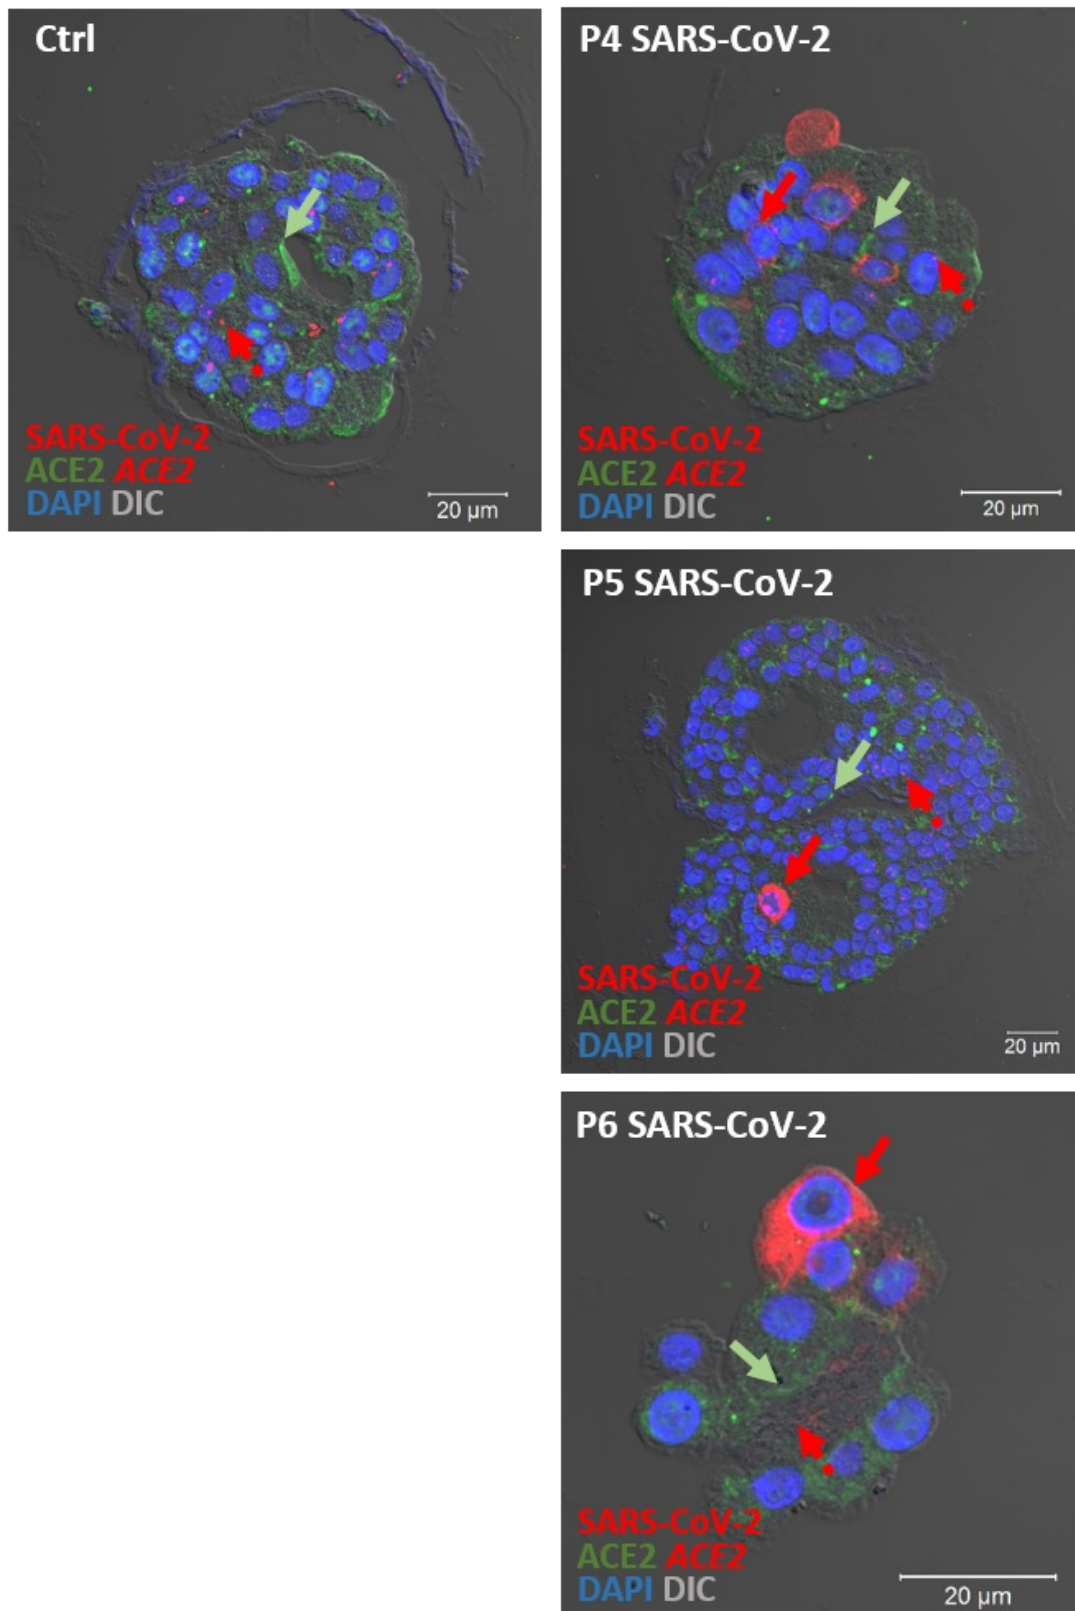 Ctrl
SARS-CoV-2
ACE2 ACE2
DAPI DIC
20 µm
P4 SARS-CoV-2
SARS-CoV-2
ACE2 ACE2
DAPI DIC
20 µm
P5 SARS-CoV-2
SARS-CoV-2
ACE2 ACE2
DAPI DIC
20 µm
P6 SARS-CoV-2
SARS-CoV-2
ACE2 ACE2
DAPI DIC
20 µm